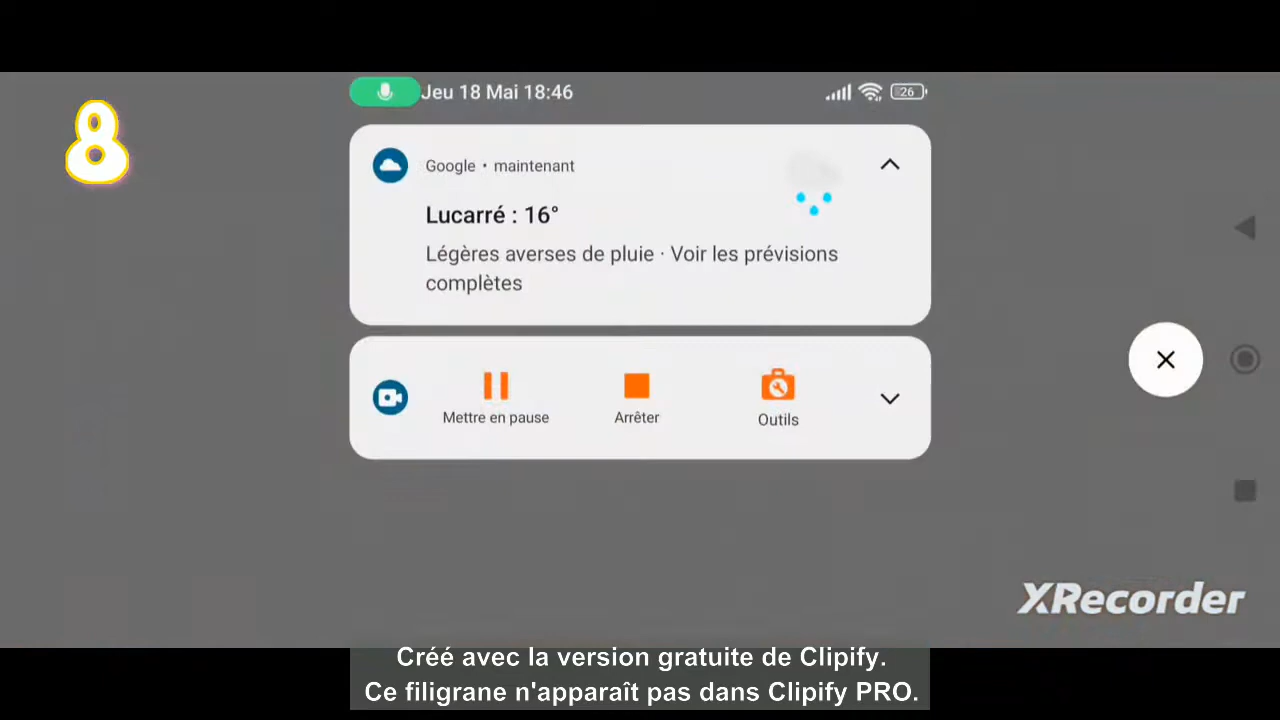 8
Jeu 18 Mai 18:46
26
Google • maintenant
Lucarré : 16°
Légères averses de pluie · Voir les prévisions
complètes
Mettre en pause
Arrêter
Outils
XRecorder
Créé avec la version gratuite de Clipify.
Ce filigrane n'apparaît pas dans Clipify PRO.